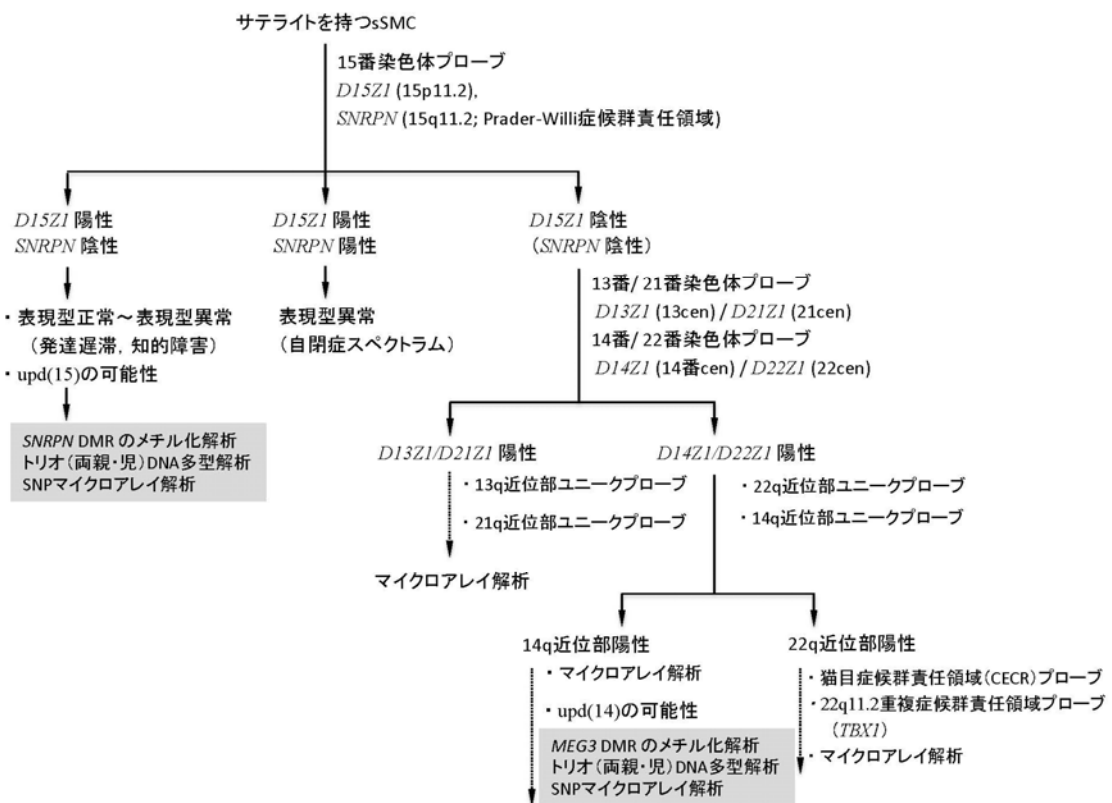 サテライトを持つsSMC
15番染色体プローブ
D15Z1 (15p11.2),
SNRPN (15q11.2; Prader-Willi症候群責任領域)
D15Z1 陽性
SNRPN 陰性
D15Z1 陽性
SNRPN 陽性
D15Z1 陰性
（SNRPN 陰性）
・表現型正常～表現型異常
（発達遅滞, 知的障害）
・upd(15)の可能性
SNRPN DMR のメチル化解析
トリオ（両親・児）DNA多型解析
SNPマイクロアレイ解析
表現型異常
（自閉症スペクトラム）
13番/ 21番染色体プローブ
D13Z1 (13cen) / D21Z1 (21cen)
14番/ 22番染色体プローブ
D14Z1 (14番cen) / D22Z1 (22cen)
D13Z1/D21Z1 陽性
・13q近位部ユニークプローブ
・21q近位部ユニークプローブ
マイクロアレイ解析
D14Z1/D22Z1 陽性
・22q近位部ユニークプローブ
・14q近位部ユニークプローブ
14q近位部陽性
・マイクロアレイ解析
・upd(14)の可能性
MEG3 DMR のメチル化解析
トリオ（両親・児）DNA多型解析
SNPマイクロアレイ解析
22q近位部陽性
・猫目症候群責任領域（CECR）プローブ
・22q11.2重複症候群責任領域プローブ
（TBX1）
・マイクロアレイ解析